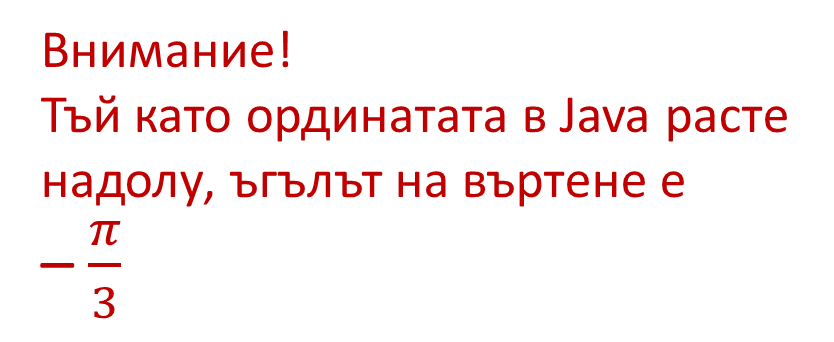 Внимание!
Тъй като ординатата в Java расте
надолу, ъгълът на въртене е
− π/3